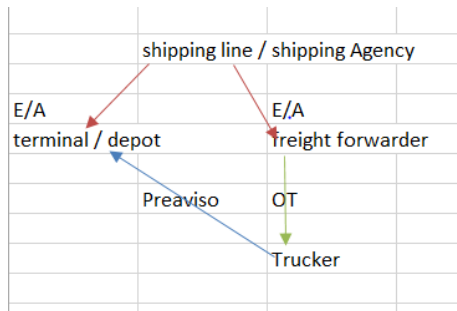 shipping line / shipping Agency
E/A
E/A
terminal / depot
freight forwarder
Preaviso
OT
Trucker